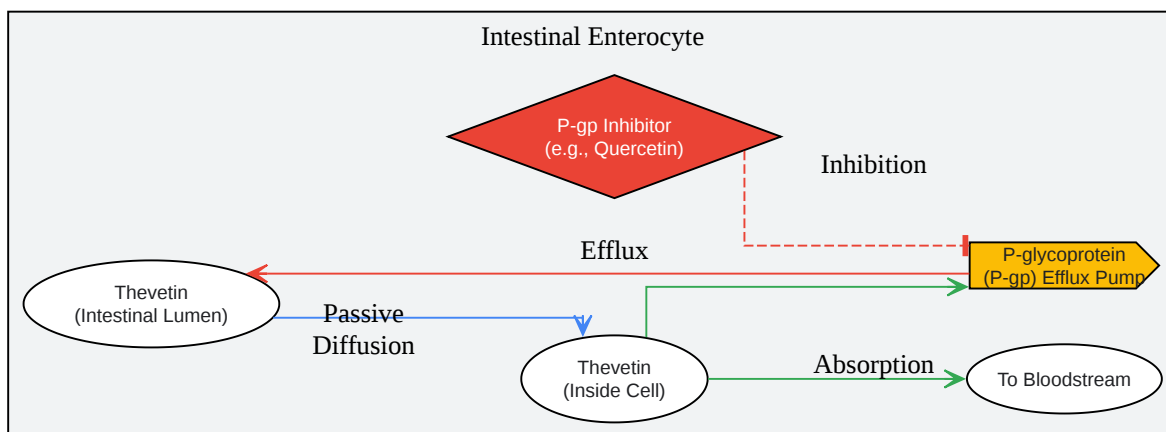 Intestinal Enterocyte
P-gp Inhibitor
(e.g., Quercetin)
Inhibition
Efflux
P-glycoprotein
(P-gp) Efflux Pump
Thevetin
(Intestinal Lumen)
Passive
Diffusion
Thevetin
(Inside Cell)
Absorption
To Bloodstream